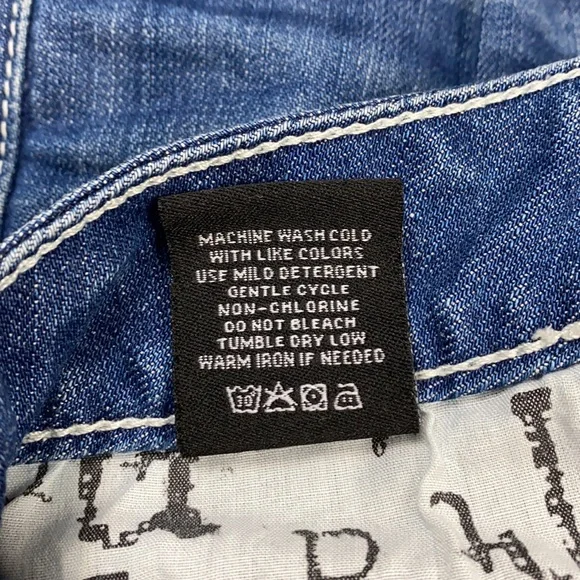 MACHINE WASH COLD
WITH LIKE COLORS
USE MILD DETERGENT
GENTLE CYCLE
NON-CHLORINE
DO NOT BLEACH
TUMBLE DRY LOW
WARM IRON IF NEEDED
30